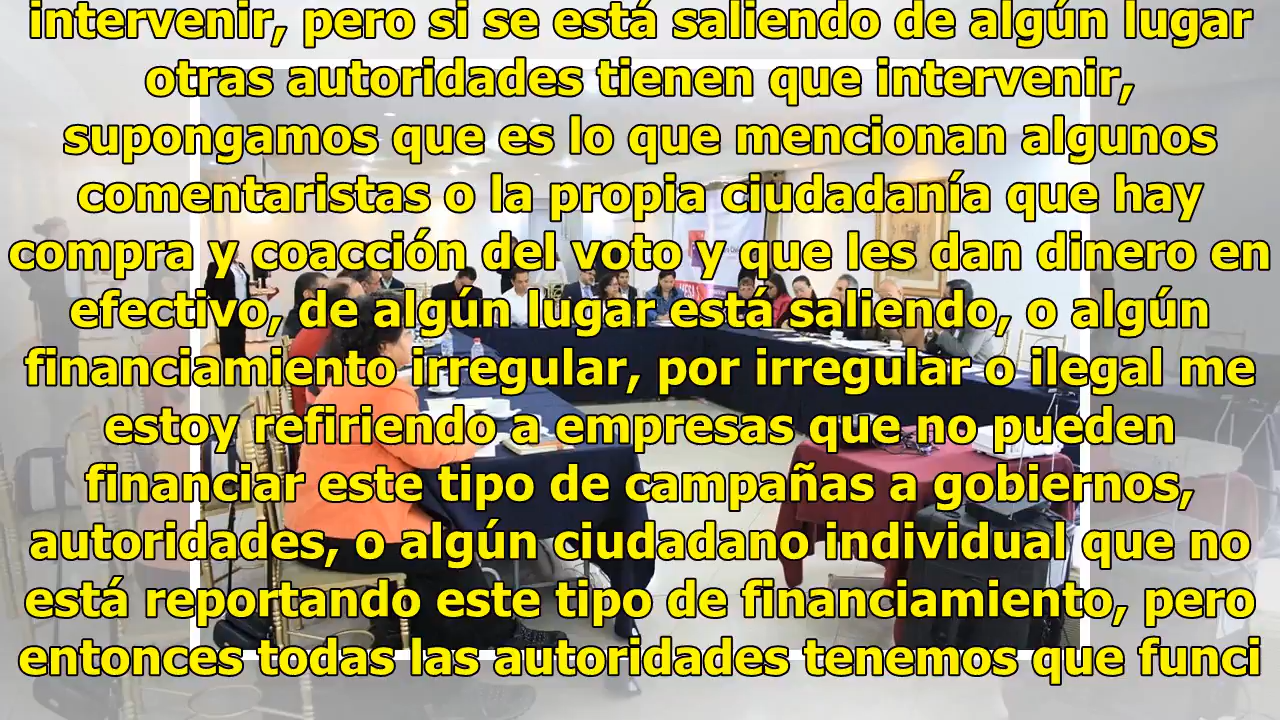 intervenir, pero si se está saliendo de algún lugar
otras autoridades tienen que intervenir,
supongamos que es lo que mencionan algunos
comentaristas o la propia ciudadanía que hay
compra y coacción del voto y que les dan dinero en
efectivo, de algún lugar está saliendo, o algún
financiamiento irregular, por irregular o ilegal me
estoy refiriendo a empresas que no pueden
financiar este tipo de campañas a gobiernos,
autoridades, o algún ciudadano individual que no
está reportando este tipo de financiamiento, pero
entonces todas las autoridades tenemos que funci